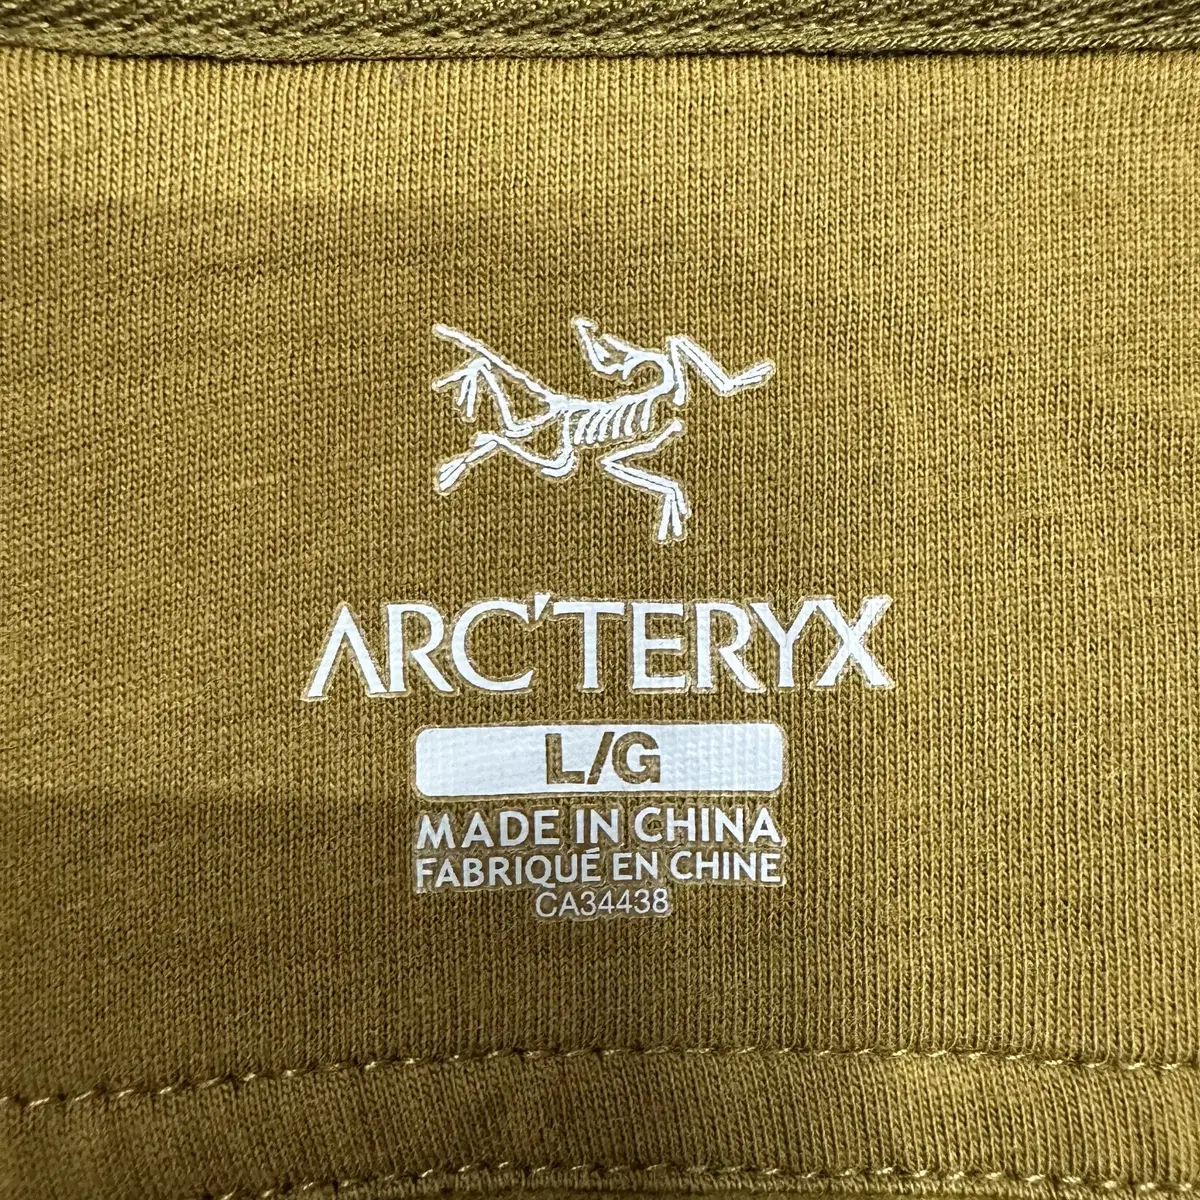 ARC'TERYX
L/G
MADE IN CHINA
FABRIQUÉ EN CHINE
CA34438